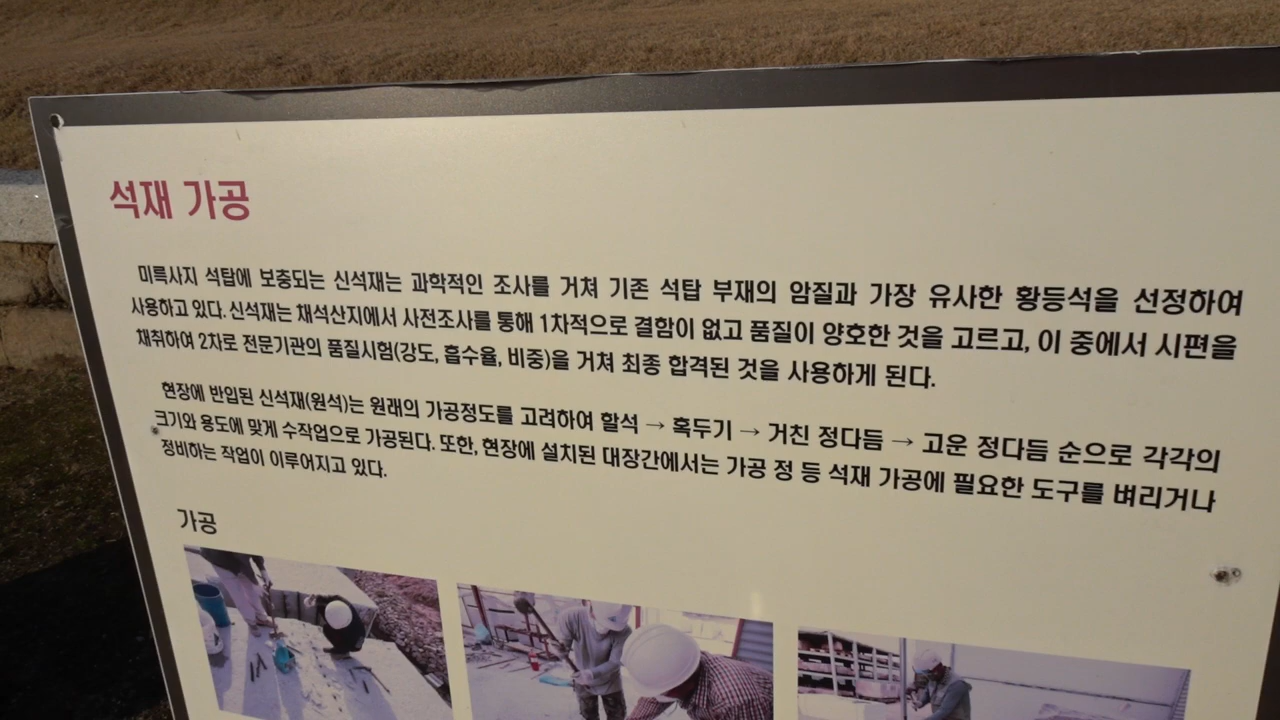 석재 가공
미륵사지 석탑에 보충되는 신석재는 과학적인 조사를 거쳐 기존 석탑 부재의 암질과 가장 유사한 황등석을 선정하여
사용하고 있다. 신석재는 채석산지에서 사전조사를 통해 1차적으로 결함이 없고 품질이 양호한 것을 고르고, 이 중에서 시편을
채취하여 2차로 전문기관의 품질시험(강도, 흡수율, 비중)을 거쳐 최종 합격된 것을 사용하게 된다.
현장에 반입된 신석재(원석)는 원래의 가공정도를 고려하여 할석 → 혹두기 → 거친 정다듬 → 고운 정다듬 순으로 각각의
크기와 용도에 맞게 수작업으로 가공된다. 또한, 현장에 설치된 대장간에서는 가공 정 등 석재 가공에 필요한 도구를 벼리거나
정비하는 작업이 이루어지고 있다.
가공